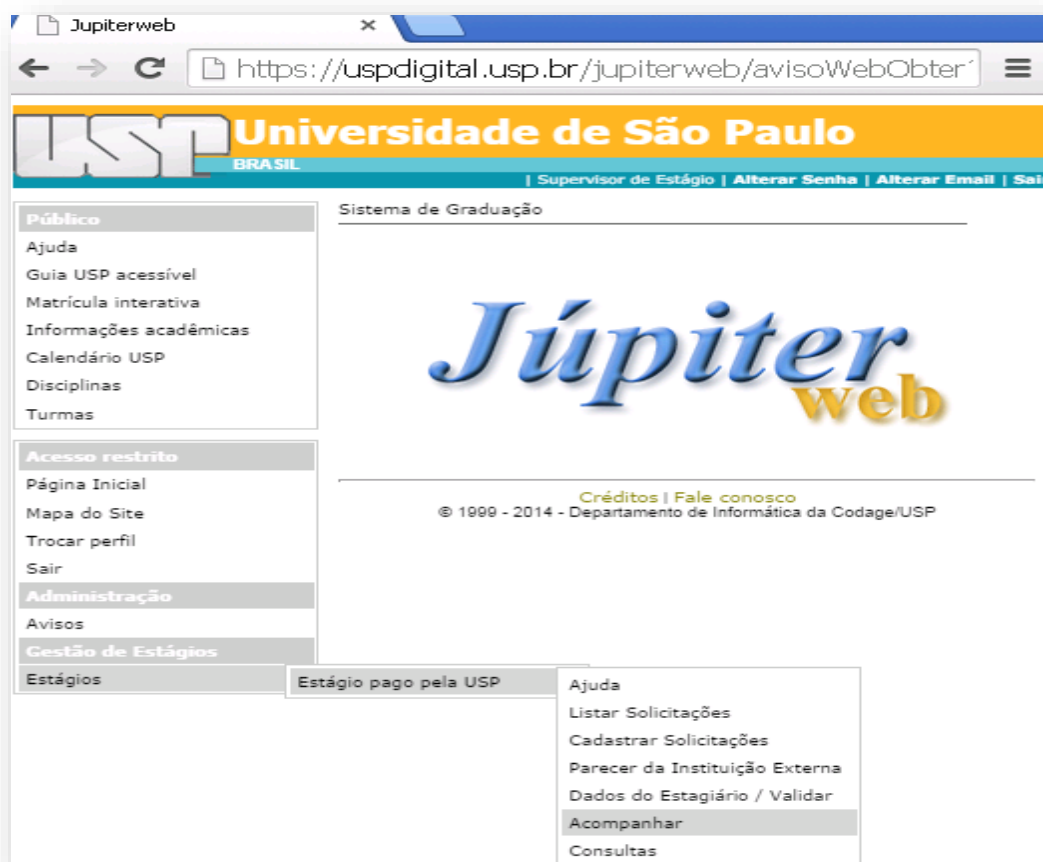 Jupiterweb
https://uspdigital.usp.br/jupiterweb/avisoWebObter
USP Universidade de São Paulo
BRASIL
| Supervisor de Estágio | Alterar Senha | Alterar Email | Sair
Público
Ajuda
Guia USP acessível
Matrícula interativa
Informações acadêmicas
Calendário USP
Disciplinas
Turmas
Acesso restrito
Página Inicial
Mapa do Site
Trocar perfil
Sair
Administração
Avisos
Gestão de Estágios
Estágios
Sistema de Graduação
Júpiter
web
Créditos | Fale conosco
© 1999 - 2014 - Departamento de Informática da Codage/USP
Estágio pago pela USP
Ajuda
Listar Solicitações
Cadastrar Solicitações
Parecer da Instituição Externa
Dados do Estagiário / Validar
Acompanhar
Consultas